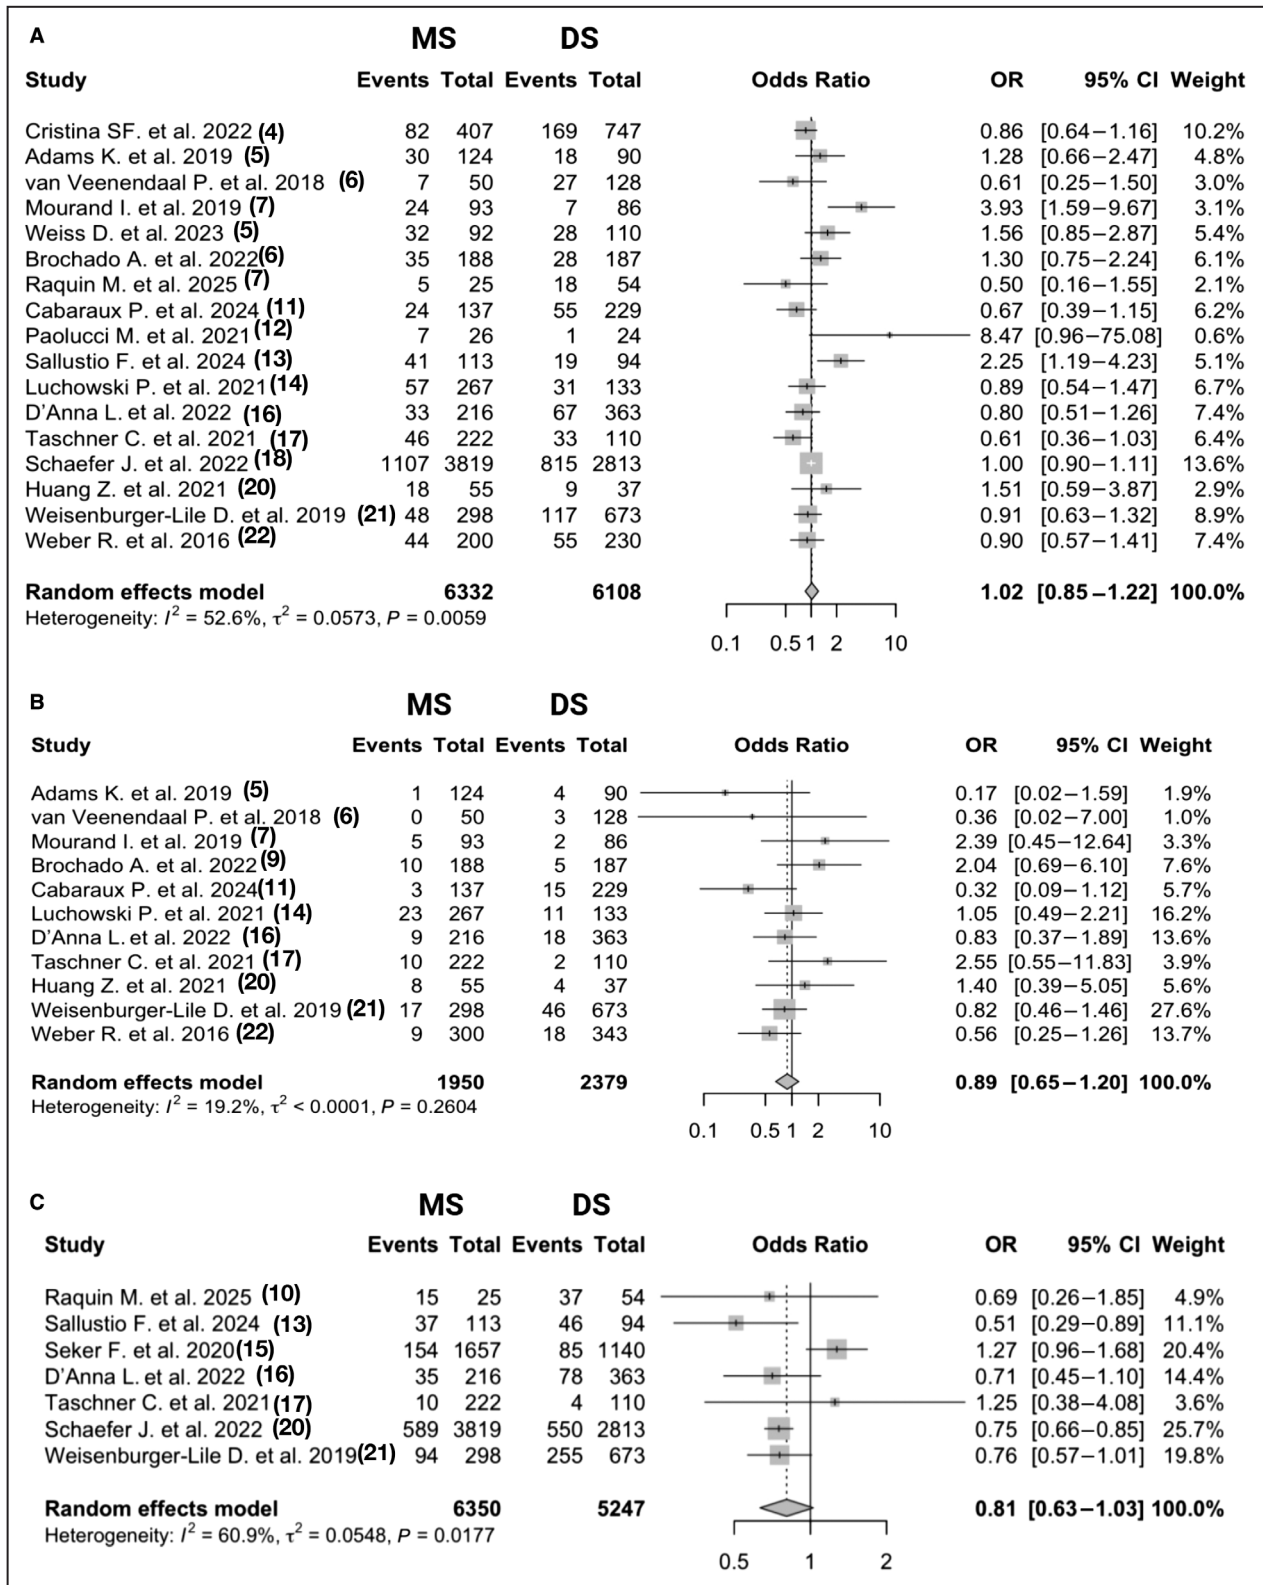 A
MS DS
Study Events Total Events Total Odds Ratio OR 95% CI Weight
Cristina SF. et al. 2022 (4) 82 407 169 747 0.86 [0.64–1.16] 10.2%
Adams K. et al. 2019 (5) 30 124 18 90 1.28 [0.66–2.47] 4.8%
van Veenendaal P. et al. 2018 (6) 7 50 27 128 0.61 [0.25–1.50] 3.0%
Mourand I. et al. 2019 (7) 24 93 7 86 3.93 [1.59–9.67] 3.1%
Weiss D. et al. 2023 (5) 32 92 28 110 1.56 [0.85–2.87] 5.4%
Brochado A. et al. 2022(6) 35 188 28 187 1.30 [0.75–2.24] 6.1%
Raquin M. et al. 2025 (7) 5 25 18 54 0.50 [0.16–1.55] 2.1%
Cabaraux P. et al. 2024 (11) 24 137 55 229 0.67 [0.39–1.15] 6.2%
Paolucci M. et al. 2021 (12) 7 26 1 24 8.47 [0.96–75.08] 0.6%
Sallustio F. et al. 2024 (13) 41 113 19 94 2.25 [1.19–4.23] 5.1%
Luchowski P. et al. 2021 (14) 57 267 31 133 0.89 [0.54–1.47] 6.7%
D'Anna L. et al. 2022 (16) 33 216 67 363 0.80 [0.51–1.26] 7.4%
Taschner C. et al. 2021 (17) 46 222 33 110 0.61 [0.36–1.03] 6.4%
Schaefer J. et al. 2022 (18) 1107 3819 815 2813 1.00 [0.90–1.11] 13.6%
Huang Z. et al. 2021 (20) 18 55 9 37 1.51 [0.59–3.87] 2.9%
Weisenburger-Lile D. et al. 2019 (21) 48 298 117 673 0.91 [0.63–1.32] 8.9%
Weber R. et al. 2016 (22) 44 200 55 230 0.90 [0.57–1.41] 7.4%
Random effects model 6332 6108 1.02 [0.85–1.22] 100.0%
Heterogeneity: I² = 52.6%, τ² = 0.0573, P = 0.0059
0.1 0.5 1 2 10
B
MS DS
Study Events Total Events Total Odds Ratio OR 95% CI Weight
Adams K. et al. 2019 (5) 1 124 4 90 0.17 [0.02–1.59] 1.9%
van Veenendaal P. et al. 2018 (6) 0 50 3 128 0.36 [0.02–7.00] 1.0%
Mourand I. et al. 2019 (7) 5 93 2 86 2.39 [0.45–12.64] 3.3%
Brochado A. et al. 2022 (9) 10 188 5 187 2.04 [0.69–6.10] 7.6%
Cabaraux P. et al. 2024(11) 3 137 15 229 0.32 [0.09–1.12] 5.7%
Luchowski P. et al. 2021 (14) 23 267 11 133 1.05 [0.49–2.21] 16.2%
D'Anna L. et al. 2022 (16) 9 216 18 363 0.83 [0.37–1.89] 13.6%
Taschner C. et al. 2021 (17) 10 222 2 110 2.55 [0.55–11.83] 3.9%
Huang Z. et al. 2021 (20) 8 55 4 37 1.40 [0.39–5.05] 5.6%
Weisenburger-Lile D. et al. 2019 (21) 17 298 46 673 0.82 [0.46–1.46] 27.6%
Weber R. et al. 2016 (22) 9 300 18 343 0.56 [0.25–1.26] 13.7%
Random effects model 1950 2379 0.89 [0.65–1.20] 100.0%
Heterogeneity: I² = 19.2%, τ² < 0.0001, P = 0.2604
0.1 0.5 1 2 10
C
MS DS
Study Events Total Events Total Odds Ratio OR 95% CI Weight
Raquin M. et al. 2025 (10) 15 25 37 54 0.69 [0.26–1.85] 4.9%
Sallustio F. et al. 2024 (13) 37 113 46 94 0.51 [0.29–0.89] 11.1%
Seker F. et al. 2020(15) 154 1657 85 1140 1.27 [0.96–1.68] 20.4%
D'Anna L. et al. 2022 (16) 35 216 78 363 0.71 [0.45–1.10] 14.4%
Taschner C. et al. 2021(17) 10 222 4 110 1.25 [0.38–4.08] 3.6%
Schaefer J. et al. 2022 (20) 589 3819 550 2813 0.75 [0.66–0.85] 25.7%
Weisenburger-Lile D. et al. 2019(21) 94 298 255 673 0.76 [0.57–1.01] 19.8%
Random effects model 6350 5247 0.81 [0.63–1.03] 100.0%
Heterogeneity: I² = 60.9%, τ² = 0.0548, P = 0.0177
0.5 1 2